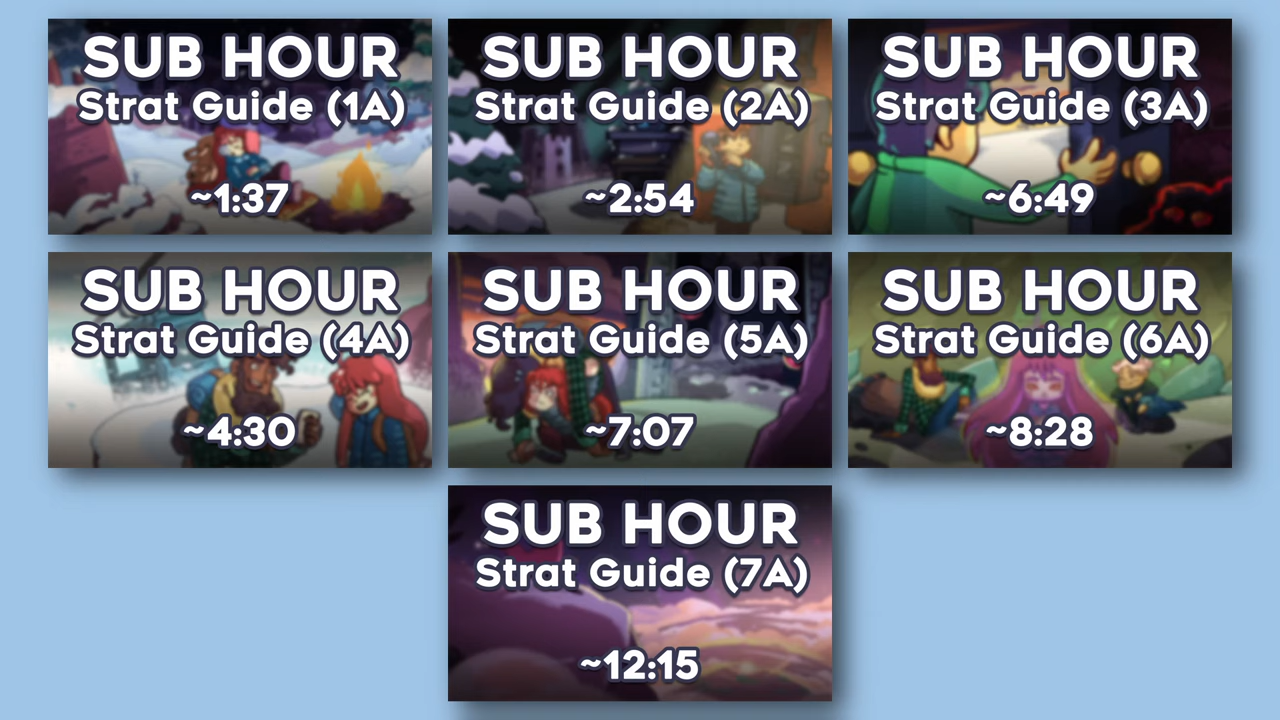 SUB HOUR
Strat Guide (1A)
~1:37
SUB HOUR
Strat Guide (2A)
~2:54
SUB HOUR
Strat Guide (3A)
~6:49
SUB HOUR
Strat Guide (4A)
~4:30
SUB HOUR
Strat Guide (5A)
~7:07
SUB HOUR
Strat Guide (6A)
~8:28
SUB HOUR
Strat Guide (7A)
~12:15